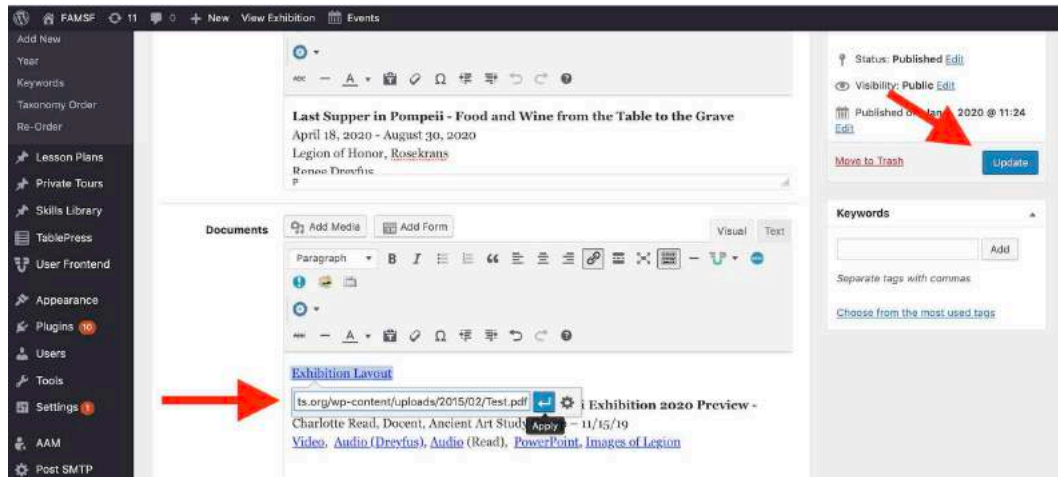 FAMSF 11 0 + New View Exhibition Events
Add New
Year
Keywords
Taxonomy Order
Re-Order
Lesson Plans
Private Tours
Skills Library
TablePress
User Frontend
Appearance
Plugins 10
Users
Tools
Settings 1
AAM
Post SMTP
ABC — A Ω
Last Supper in Pompeii - Food and Wine from the Table to the Grave
April 18, 2020 - August 30, 2020
Legion of Honor, Rosekrans
Renee Dreyfus
P
Documents
Add Media Add Form Visual Text
Paragraph B I
A Ω
Exhibition Layout
ts.org/wp-content/uploads/2015/02/Test.pdf
i Exhibition 2020 Preview -
Apply
Charlotte Read, Docent, Ancient Art Study – 11/15/19
Video, Audio (Dreyfus), Audio (Read), PowerPoint, Images of Legion
Status: Published Edit
Visibility: Public Edit
Published 2020 @ 11:24
Edit
Move to Trash Update
Keywords
Add
Separate tags with commas
Choose from the most used tags